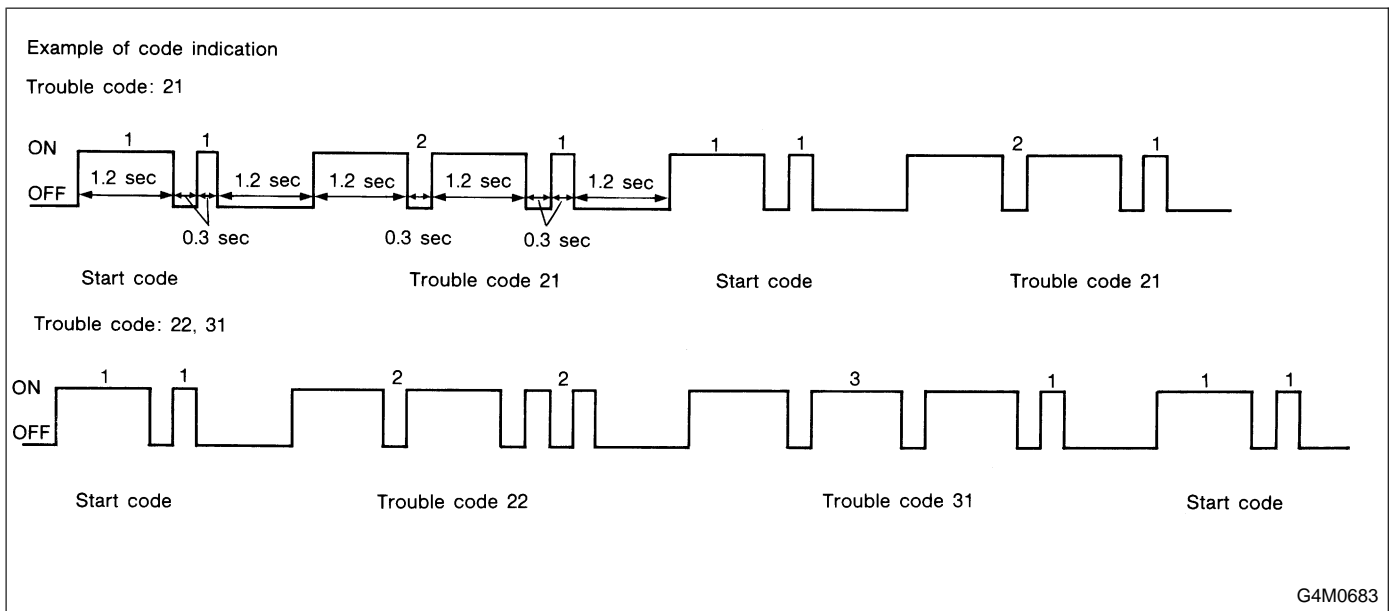 Example of code indication
Trouble code: 21
1 1 2 1 1 1 2 1
ON
OFF
1.2 sec 1.2 sec 1.2 sec 1.2 sec 1.2 sec
0.3 sec 0.3 sec 0.3 sec
Start code Trouble code 21 Start code Trouble code 21
Trouble code: 22, 31
1 1 2 2 3 1 1 1
ON
OFF
Start code Trouble code 22 Trouble code 31 Start code
G4M0683